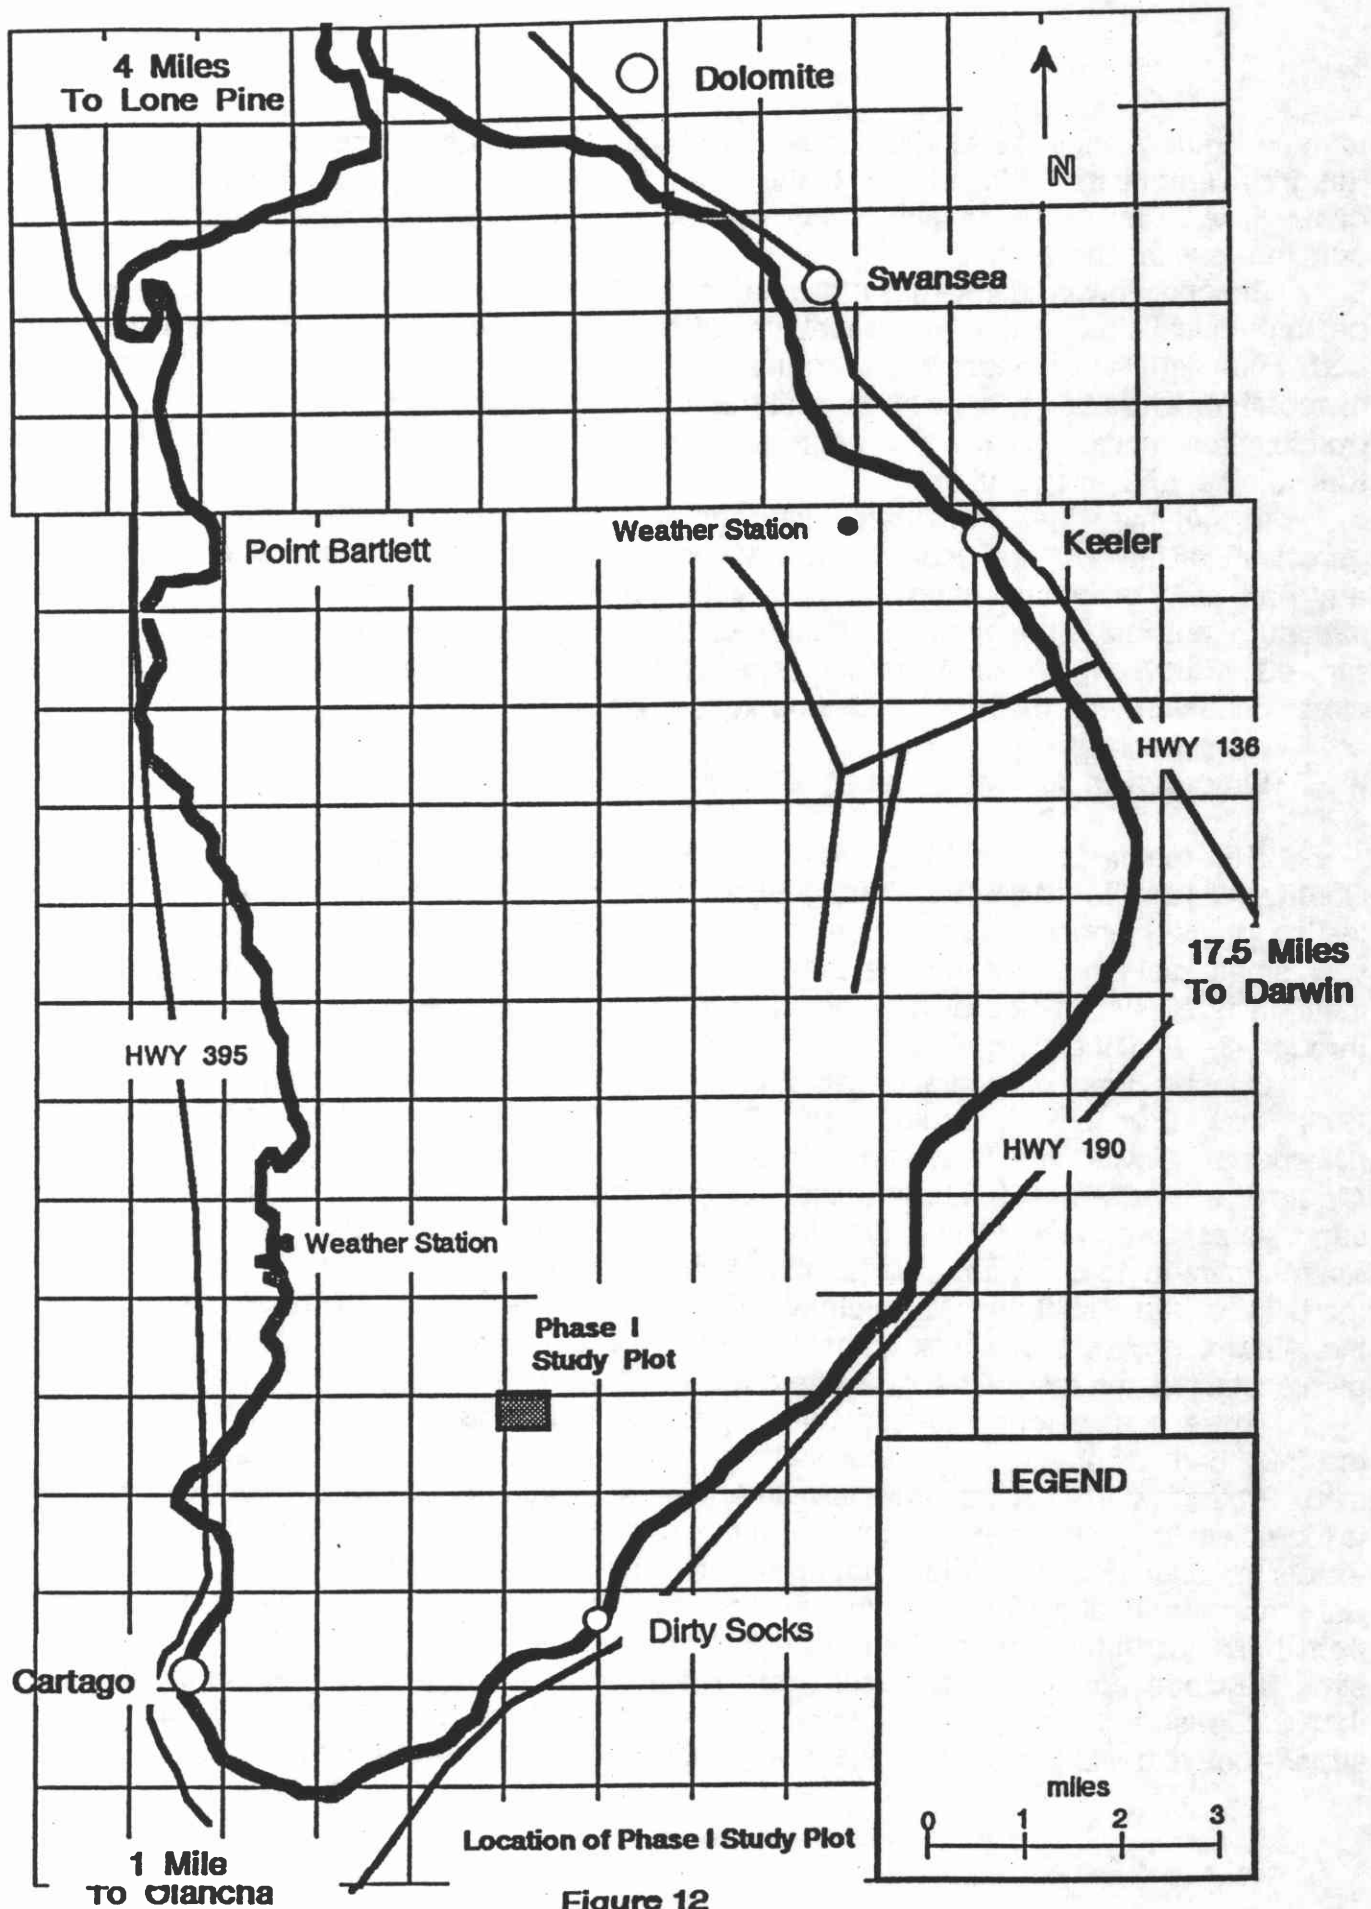 4 Miles
To Lone Pine
Dolomite
N
Swansea
Point Bartlett
Weather Station
Keeler
HWY 136
17.5 Miles
To Darwin
HWY 395
HWY 190
Weather Station
Phase I
Study Plot
LEGEND
Dirty Socks
Cartago
miles
0 1 2 3
Location of Phase I Study Plot
1 Mile
To Olancha
Figure 12